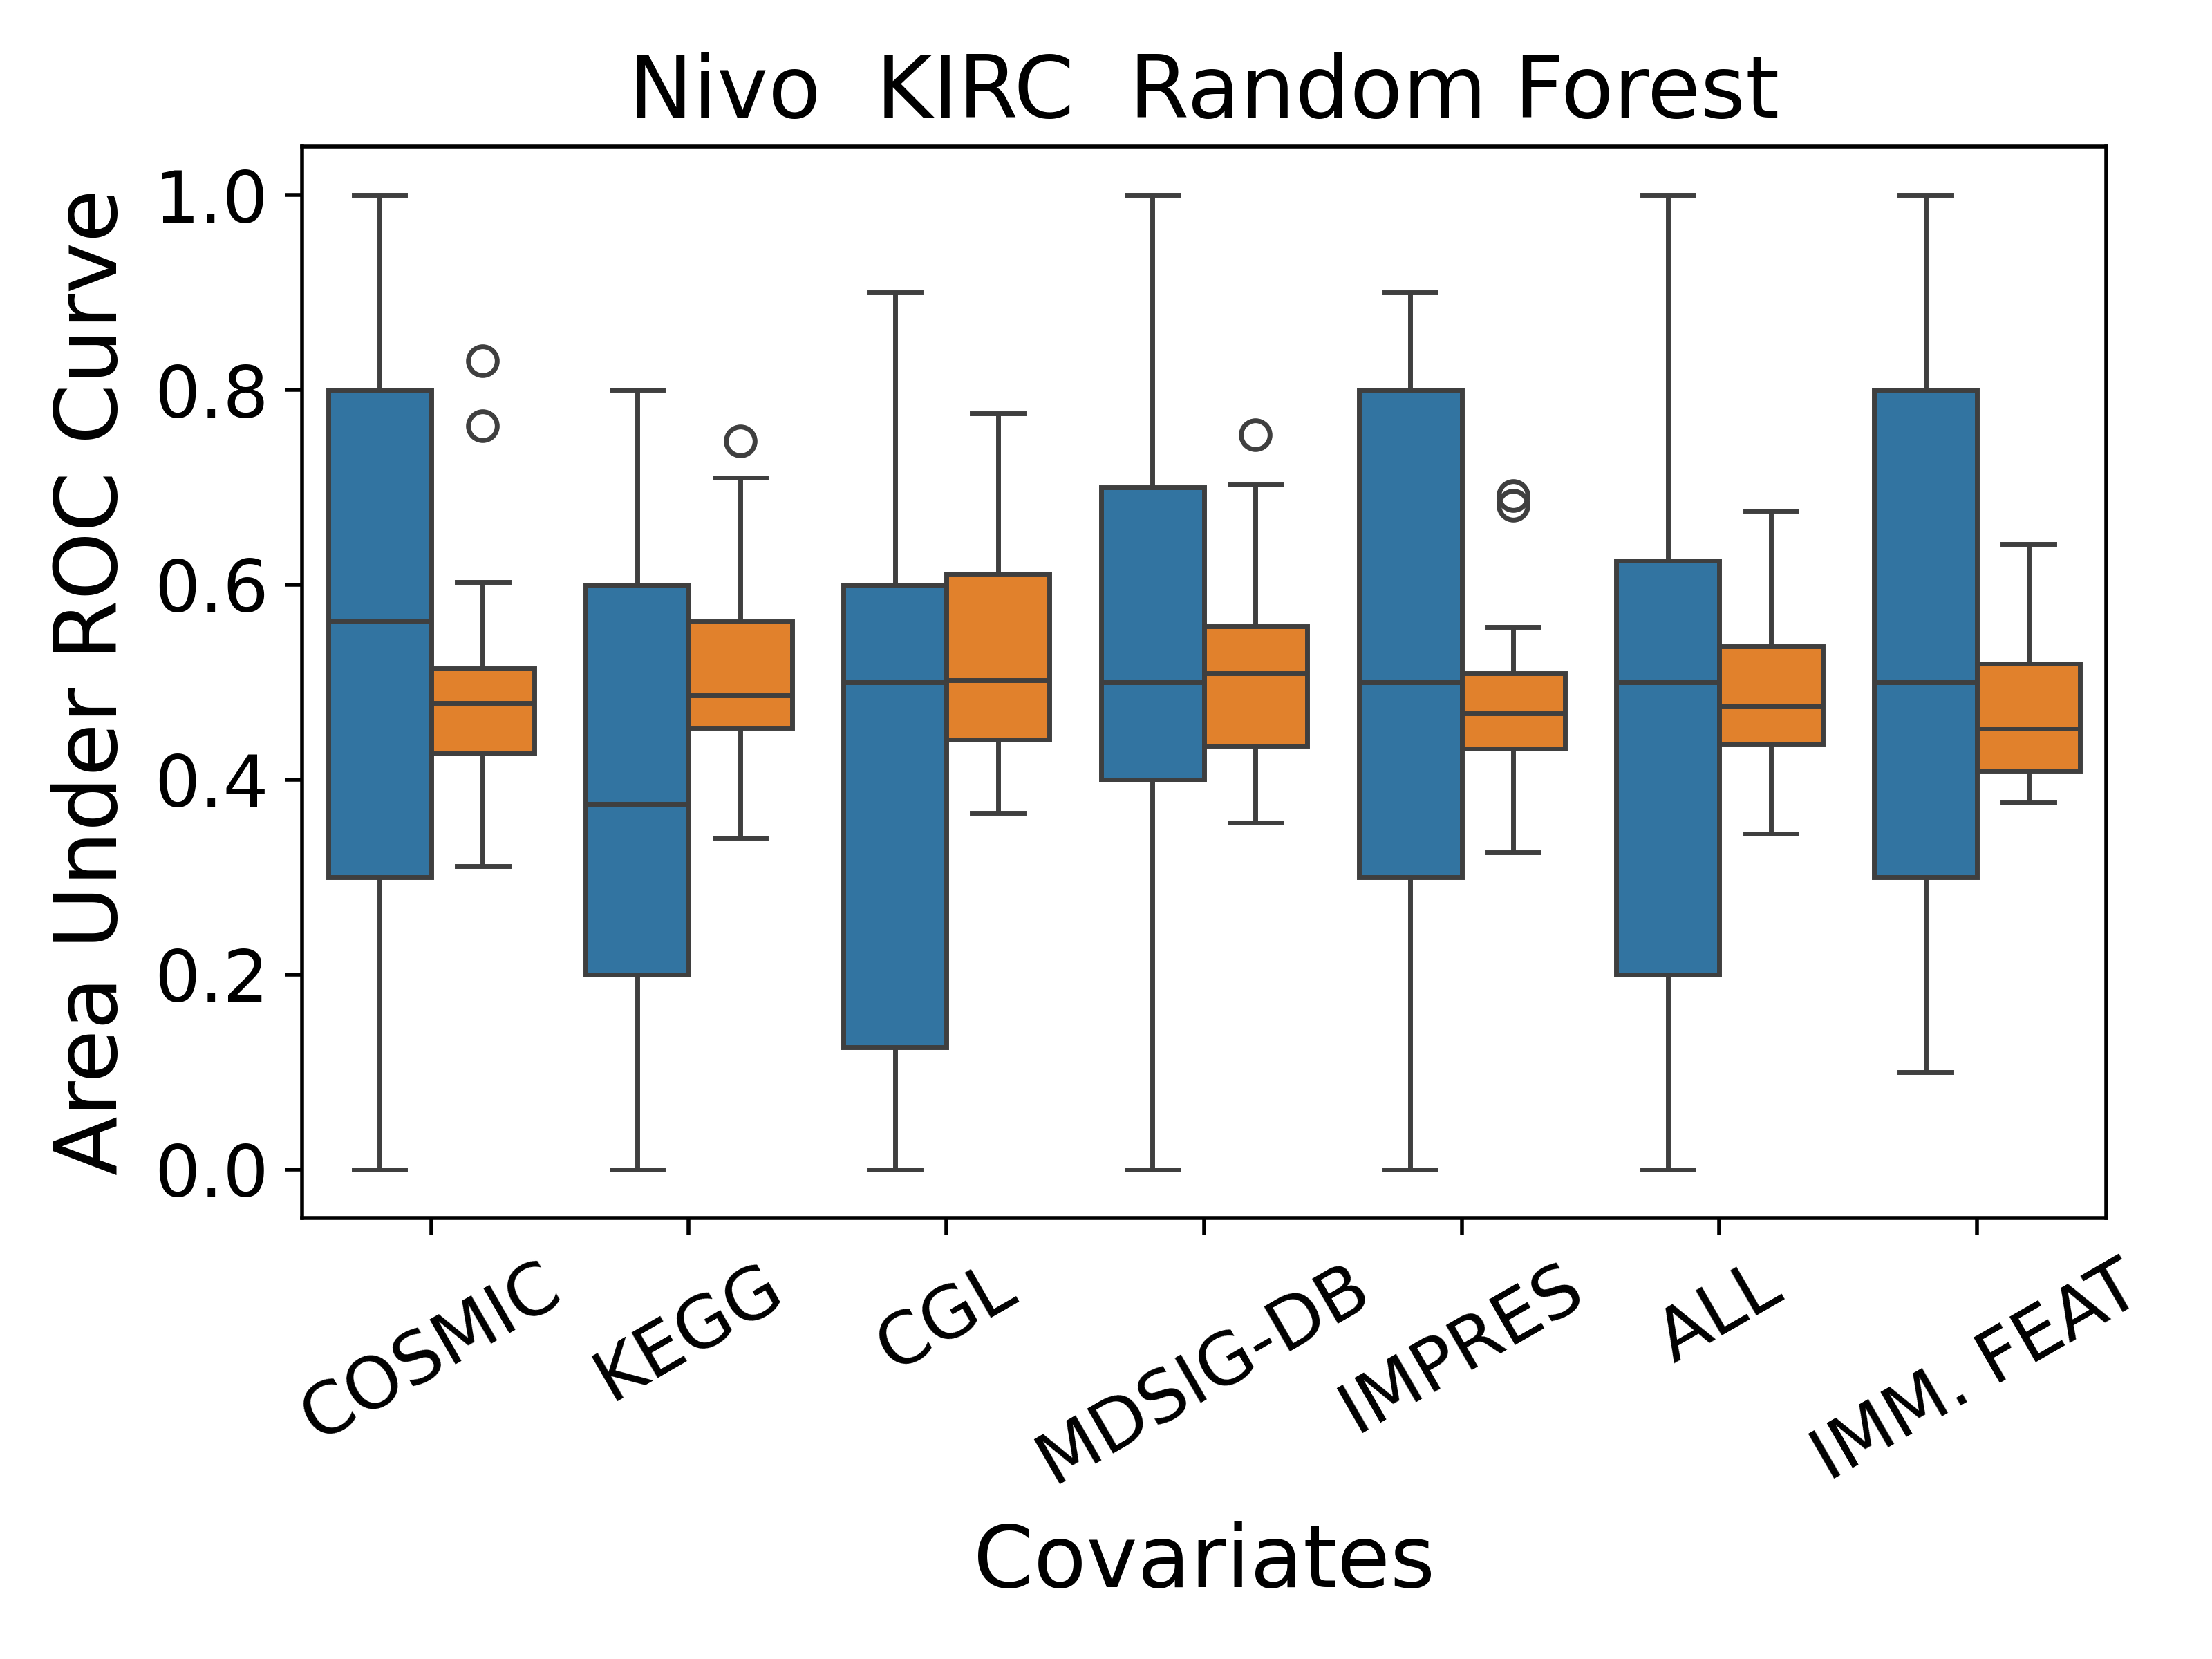 Nivo  KIRC  Random Forest
Area Under ROC Curve
1.0
0.8
0.6
0.4
0.2
0.0
COSMIC
KEGG
CGL
MDSIG-DB
IMPRES
ALL
IMM. FEAT
Covariates